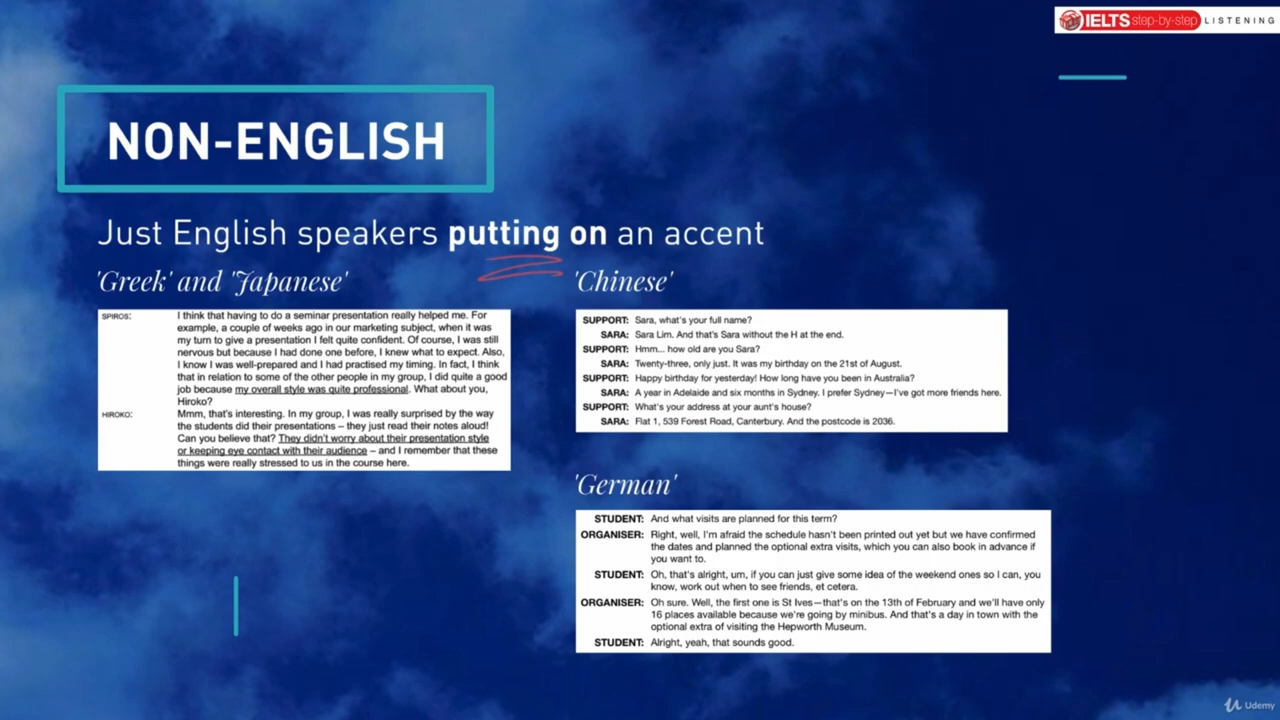 IELTS step-by-step LISTENING
NON-ENGLISH
Just English speakers putting on an accent
'Greek' and 'Japanese'
SPIROS: I think that having to do a seminar presentation really helped me. For
example, a couple of weeks ago in our marketing subject, when it was
my turn to give a presentation I felt quite confident. Of course, I was still
nervous but because I had done one before, I knew what to expect. Also,
I know I was well-prepared and I had practised my timing. In fact, I think
that in relation to some of the other people in my group, I did quite a good
job because my overall style was quite professional. What about you,
Hiroko?
HIROKO: Mmm, that's interesting. In my group, I was really surprised by the way
the students did their presentations – they just read their notes aloud!
Can you believe that? They didn't worry about their presentation style
or keeping eye contact with their audience – and I remember that these
things were really stressed to us in the course here.
'Chinese'
SUPPORT: Sara, what's your full name?
SARA: Sara Lim. And that's Sara without the H at the end.
SUPPORT: Hmm... how old are you Sara?
SARA: Twenty-three, only just. It was my birthday on the 21st of August.
SUPPORT: Happy birthday for yesterday! How long have you been in Australia?
SARA: A year in Adelaide and six months in Sydney. I prefer Sydney—I've got more friends here.
SUPPORT: What's your address at your aunt's house?
SARA: Flat 1, 539 Forest Road, Canterbury. And the postcode is 2036.
'German'
STUDENT: And what visits are planned for this term?
ORGANISER: Right, well, I'm afraid the schedule hasn't been printed out yet but we have confirmed
the dates and planned the optional extra visits, which you can also book in advance if
you want to.
STUDENT: Oh, that's alright, um, if you can just give some idea of the weekend ones so I can, you
know, work out when to see friends, et cetera.
ORGANISER: Oh sure. Well, the first one is St Ives—that's on the 13th of February and we'll have only
16 places available because we're going by minibus. And that's a day in town with the
optional extra of visiting the Hepworth Museum.
STUDENT: Alright, yeah, that sounds good.
Udemy